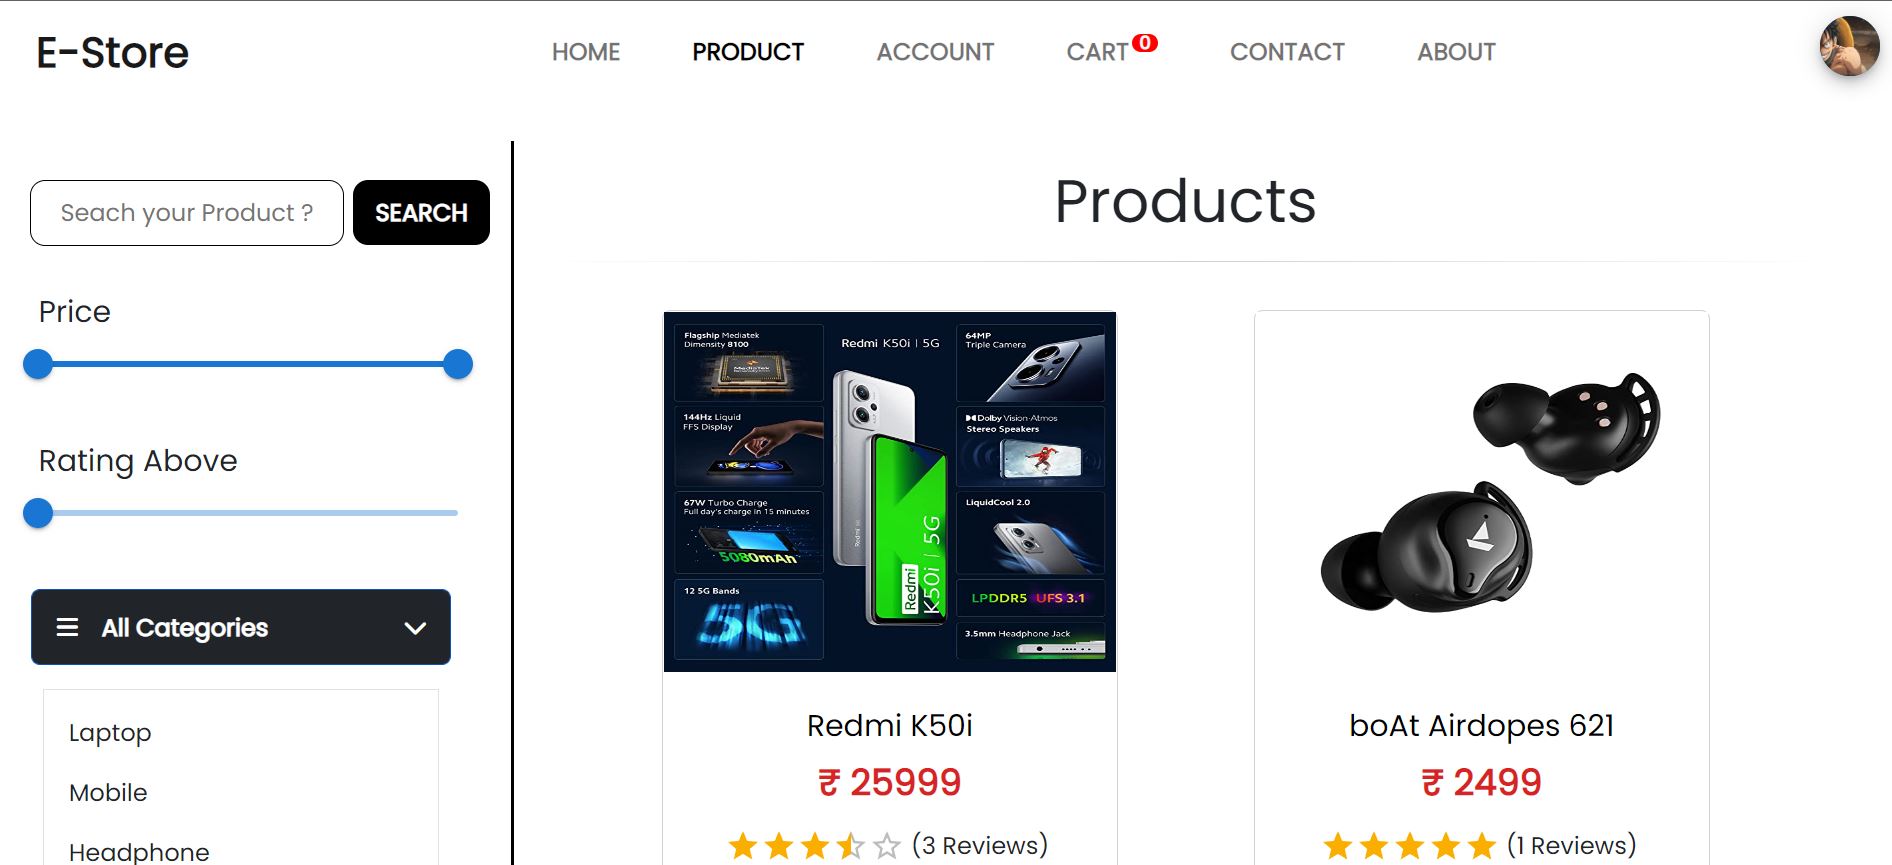 E-Store
HOME
PRODUCT
ACCOUNT
CART 0
CONTACT
ABOUT
Seach your Product ?
SEARCH
Price
Rating Above
All Categories
Laptop
Mobile
Headphone
Products
Flagship Mediatek
Dimensity 8100
MediaTek
144Hz Liquid
FFS Display
67W Turbo Charge
Full day's charge in 15 minutes
5080mAh
12 5G Bands
5G
Redmi K50i | 5G
Redmi
Redmi
K50i | 5G
64MP
Triple Camera
Dolby Vision·Atmos
Stereo Speakers
LiquidCool 2.0
LPDDR5 UFS 3.1
3.5mm Headphone Jack
Redmi K50i
₹ 25999
(3 Reviews)
boAt Airdopes 621
₹ 2499
(1 Reviews)